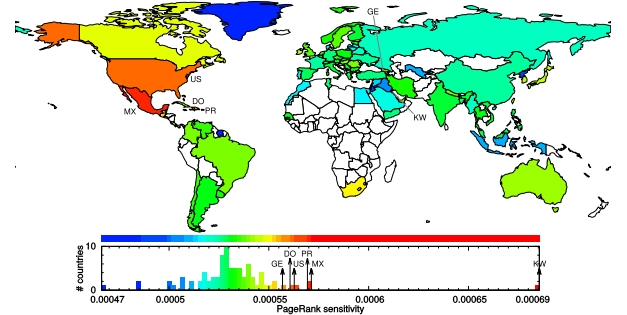 GE
US
DO
PR
MX
KW
10
5
0
# countries
GE DO US PR MX KW
0.00047 0.0005 0.00055 0.0006 0.00065 0.00069
PageRank sensitivity